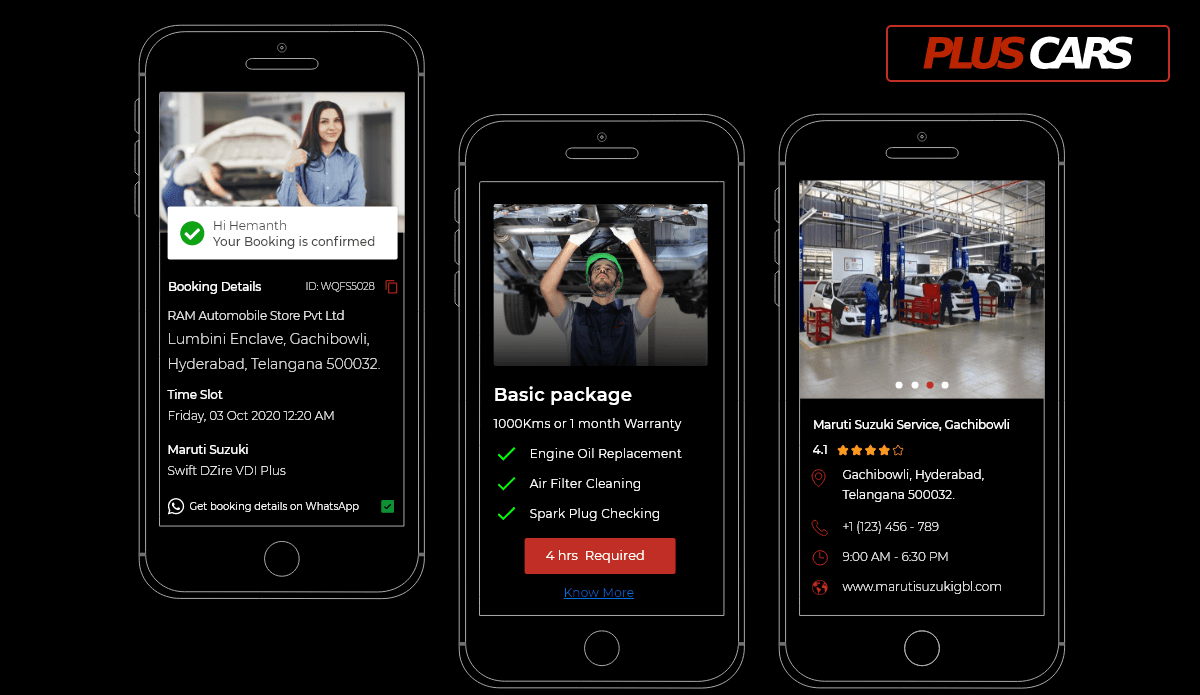 PLUS CARS
Hi Hemanth
Your Booking is confirmed
Booking Details
ID: WQFS5028
RAM Automobile Store Pvt Ltd
Lumbini Enclave, Gachibowli,
Hyderabad, Telangana 500032.
Time Slot
Friday, 03 Oct 2020 12:20 AM
Maruti Suzuki
Swift DZire VDI Plus
Get booking details on WhatsApp
Basic package
1000Kms or 1 month Warranty
Engine Oil Replacement
Air Filter Cleaning
Spark Plug Checking
4 hrs Required
Know More
Maruti Suzuki Service, Gachibowli
4.1
Gachibowli, Hyderabad,
Telangana 500032.
+1 (123) 456 - 789
9:00 AM - 6:30 PM
www.marutisuzukigbl.com